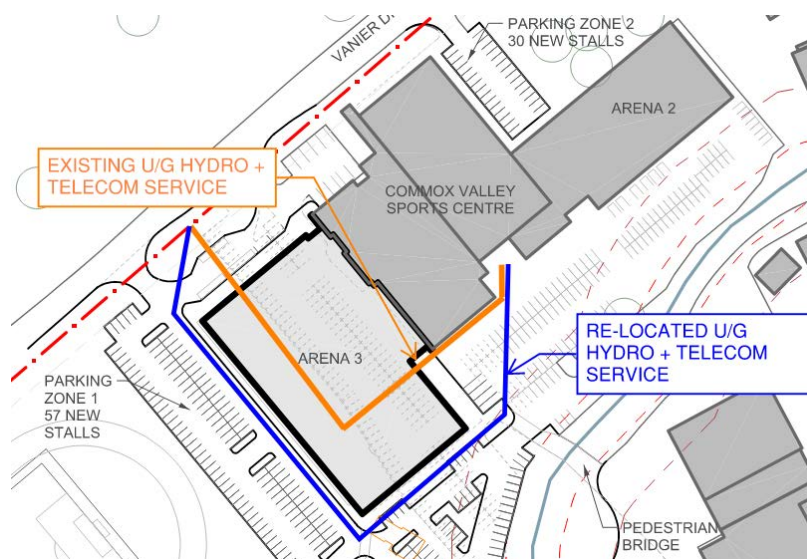 VANIER D
PARKING ZONE 2
30 NEW STALLS
ARENA 2
EXISTING U/G HYDRO +
TELECOM SERVICE
COMMOX VALLEY
SPORTS CENTRE
RE-LOCATED U/G
HYDRO + TELECOM
SERVICE
ARENA 3
PARKING
ZONE 1
57 NEW
STALLS
PEDESTRIAN
BRIDGE